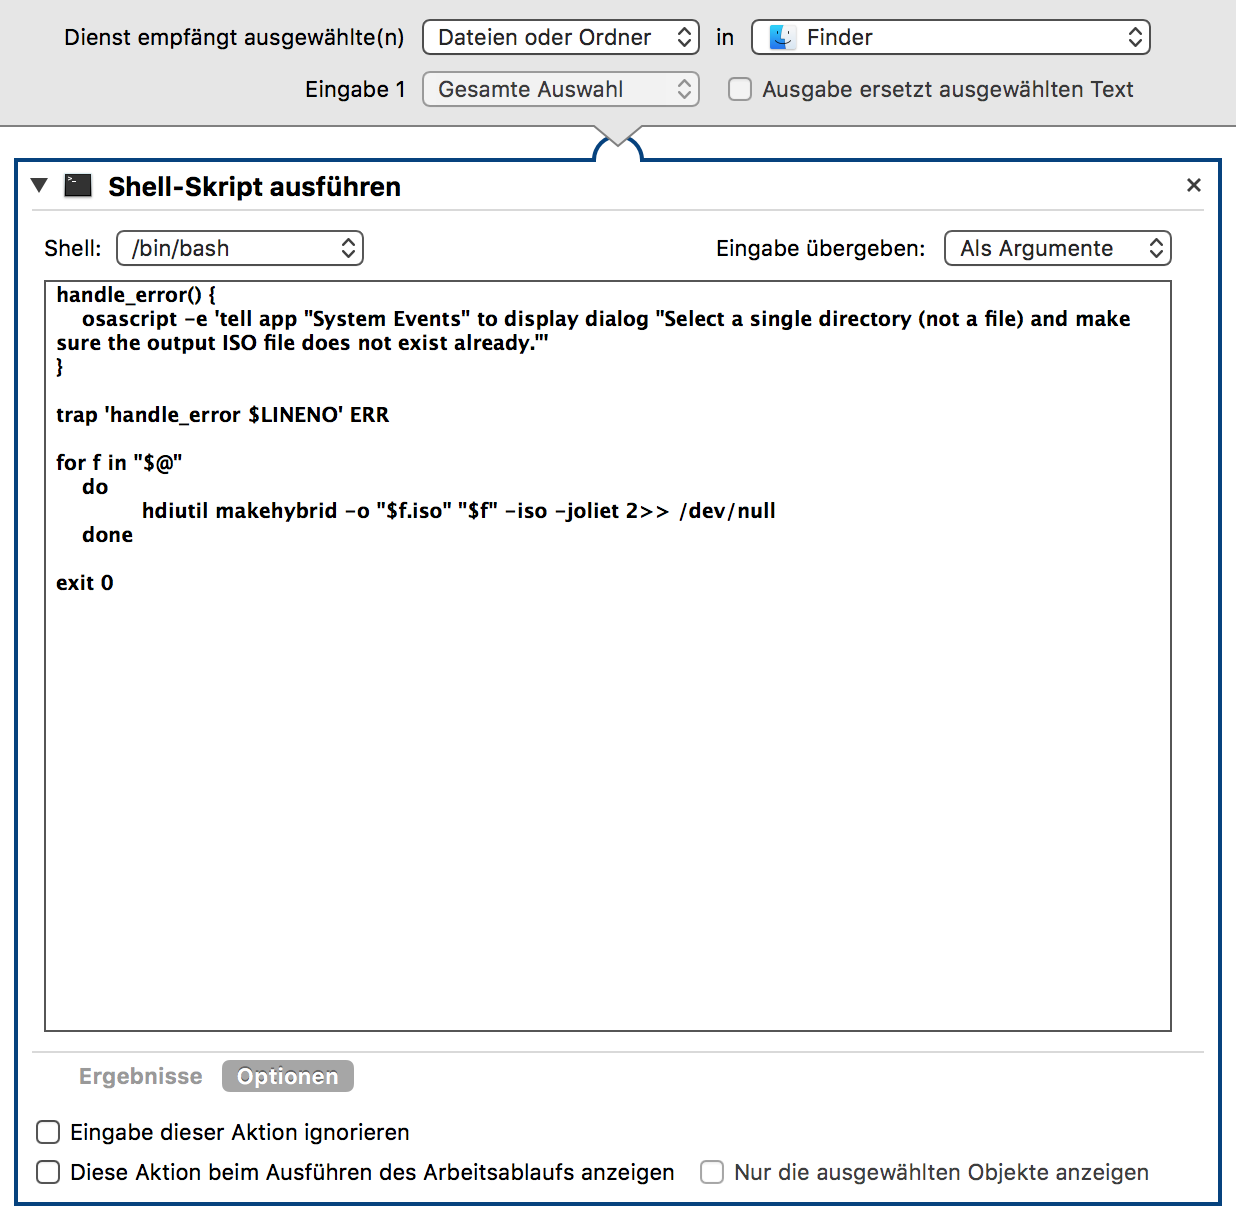 Dienst empfängt ausgewählte(n) Dateien oder Ordner in Finder
Eingabe 1 Gesamte Auswahl Ausgabe ersetzt ausgewählten Text
Shell-Skript ausführen
Shell: /bin/bash Eingabe übergeben: Als Argumente
handle_error() {
osascript -e 'tell app "System Events" to display dialog "Select a single directory (not a file) and make
sure the output ISO file does not exist already."'
}
trap 'handle_error $LINENO' ERR
for f in "$@"
do
hdiutil makehybrid -o "$f.iso" "$f" -iso -joliet 2>> /dev/null
done
exit 0
Ergebnisse Optionen
Eingabe dieser Aktion ignorieren
Diese Aktion beim Ausführen des Arbeitsablaufs anzeigen Nur die ausgewählten Objekte anzeigen